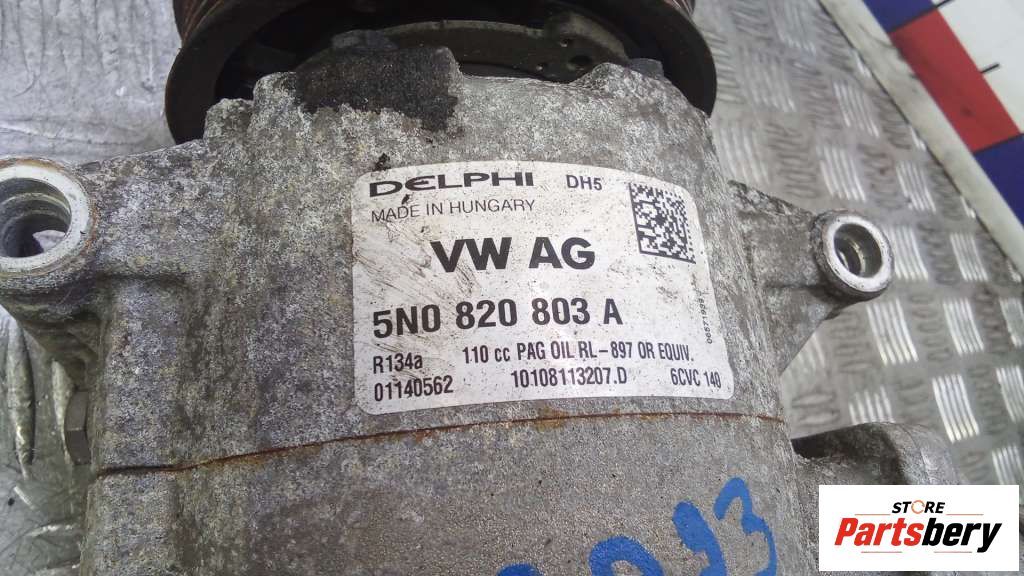 DELPHI DH5
MADE IN HUNGARY
VW AG
5N0 820 803 A
R134a 110 cc PAG OIL RL-897 OR EQUIV.
01140562 10108113207.D 6CVC 140
STORE
Partsbery